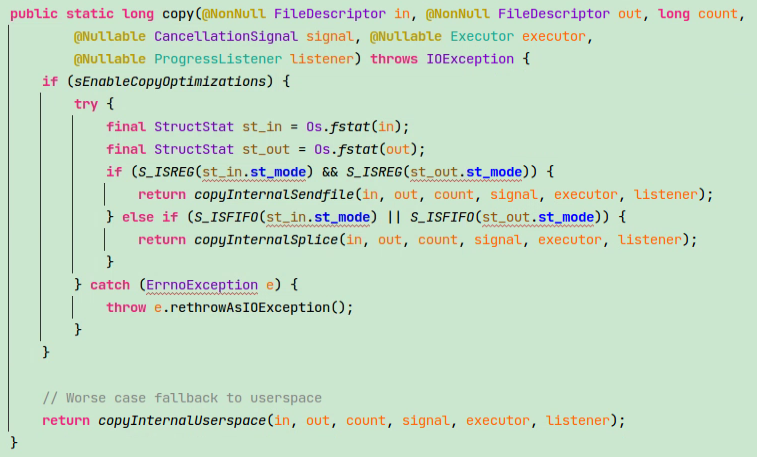 public static long copy(@NonNull FileDescriptor in, @NonNull FileDescriptor out, long count,
        @Nullable CancellationSignal signal, @Nullable Executor executor,
        @Nullable ProgressListener listener) throws IOException {
    if (sEnableCopyOptimizations) {
        try {
            final StructStat st_in = Os.fstat(in);
            final StructStat st_out = Os.fstat(out);
            if (S_ISREG(st_in.st_mode) && S_ISREG(st_out.st_mode)) {
                return copyInternalSendfile(in, out, count, signal, executor, listener);
            } else if (S_ISFIFO(st_in.st_mode) || S_ISFIFO(st_out.st_mode)) {
                return copyInternalSplice(in, out, count, signal, executor, listener);
            }
        } catch (ErrnoException e) {
            throw e.rethrowAsIOException();
        }
    }

    // Worse case fallback to userspace
    return copyInternalUserspace(in, out, count, signal, executor, listener);
}